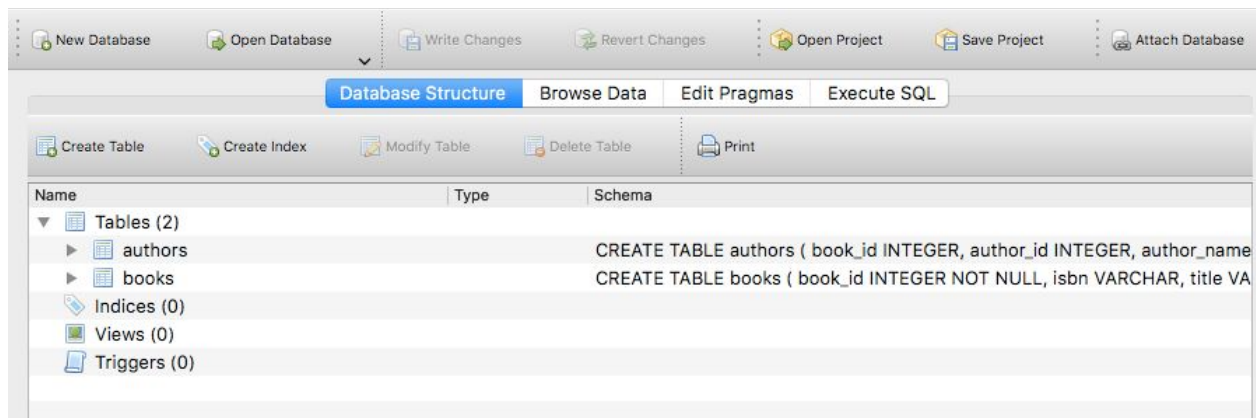 New Database Open Database Write Changes Revert Changes Open Project Save Project Attach Database
Database Structure Browse Data Edit Pragmas Execute SQL
Create Table Create Index Modify Table Delete Table Print
Name Type Schema
Tables (2)
authors CREATE TABLE authors ( book_id INTEGER, author_id INTEGER, author_name
books CREATE TABLE books ( book_id INTEGER NOT NULL, isbn VARCHAR, title VA
Indices (0)
Views (0)
Triggers (0)